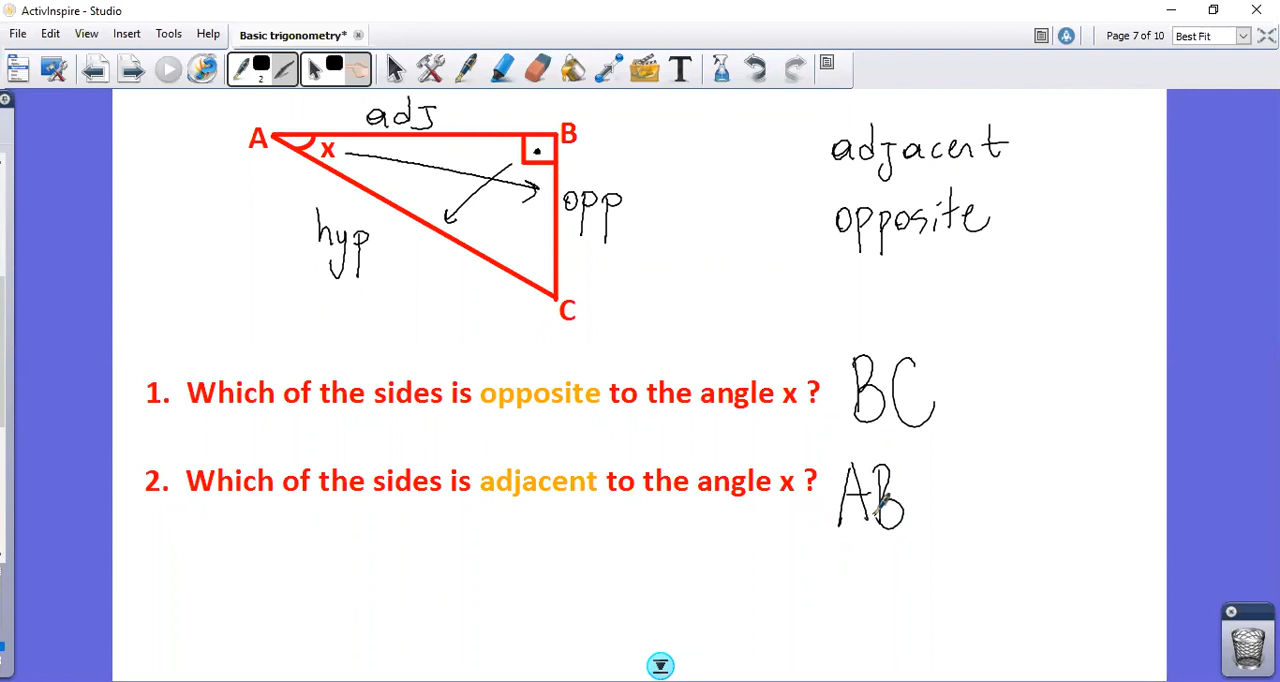 ActivInspire - Studio
File Edit View Insert Tools Help Basic trigonometry* Page 7 of 10 Best Fit
2
T
adj
A x B
adjacent
opp
opposite
hyp
C
1. Which of the sides is opposite to the angle x ? BC
2. Which of the sides is adjacent to the angle x ? AB